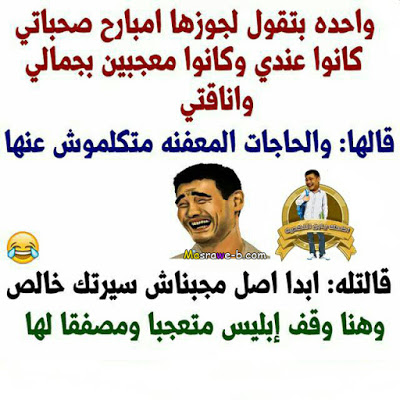 واحده بتقول لجوزها امبارح صحباتي
كانوا عندي وكانوا معجبين بجمالي
واناقتي
قالها: والحاجات المعفنه متكلموش عنها
Masrawe-b.com
قالتله: ابدا اصل مجبناش سيرتك خالص
وهنا وقف إبليس متعجبا ومصفقا لها